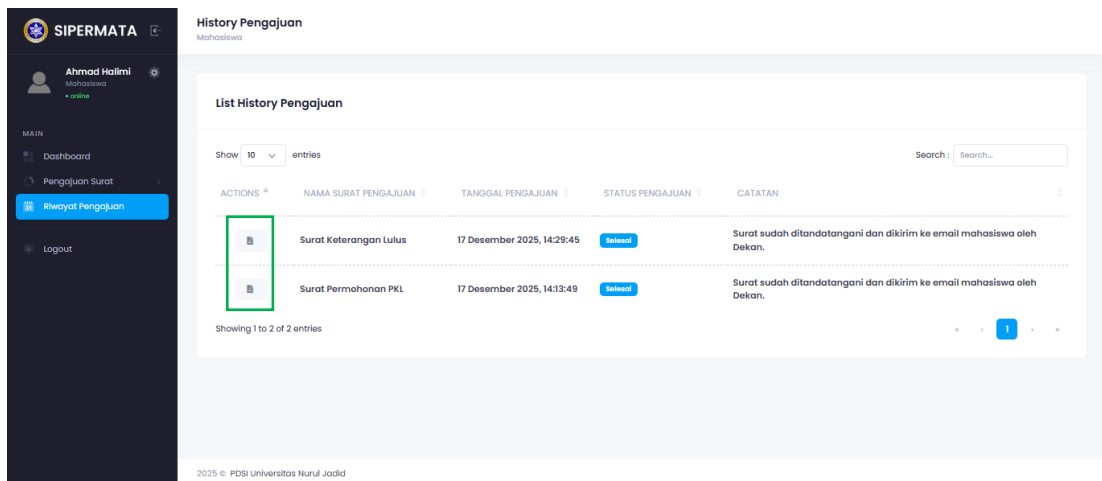 SIPERMATA
Ahmad Halimi
Mahasiswa
• online
MAIN
Dashboard
Pengajuan Surat
31 Riwayat Pengajuan
Logout
History Pengajuan
Mahasiswa
List History Pengajuan
Show 10 entries
Search : Search...
ACTIONS NAMA SURAT PENGAJUAN TANGGAL PENGAJUAN STATUS PENGAJUAN CATATAN
Surat Keterangan Lulus 17 Desember 2025, 14:29:45 Selesai Surat sudah ditandatangani dan dikirim ke email mahasiswa oleh
Dekan.
Surat Permohonan PKL 17 Desember 2025, 14:13:49 Selesai Surat sudah ditandatangani dan dikirim ke email mahasiswa oleh
Dekan.
Showing 1 to 2 of 2 entries
« ‹ 1 › »
2025 © PDSI Universitas Nurul Jadid